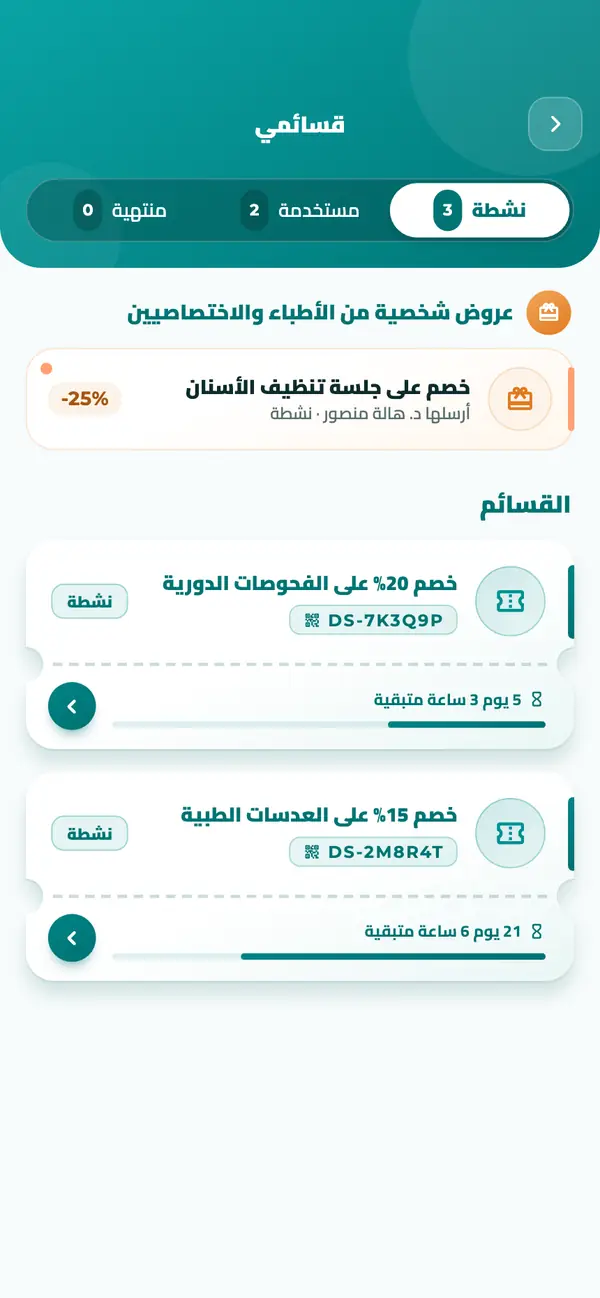 قسائمي
نشطة 3
مستخدمة 2
منتهية 0
عروض شخصية من الأطباء والاختصاصيين
خصم على جلسة تنظيف الأسنان
أرسلها د. هالة منصور · نشطة
-25%
القسائم
خصم 20% على الفحوصات الدورية
DS-7K3Q9P
نشطة
5 يوم 3 ساعة متبقية
خصم 15% على العدسات الطبية
DS-2M8R4T
نشطة
21 يوم 6 ساعة متبقية